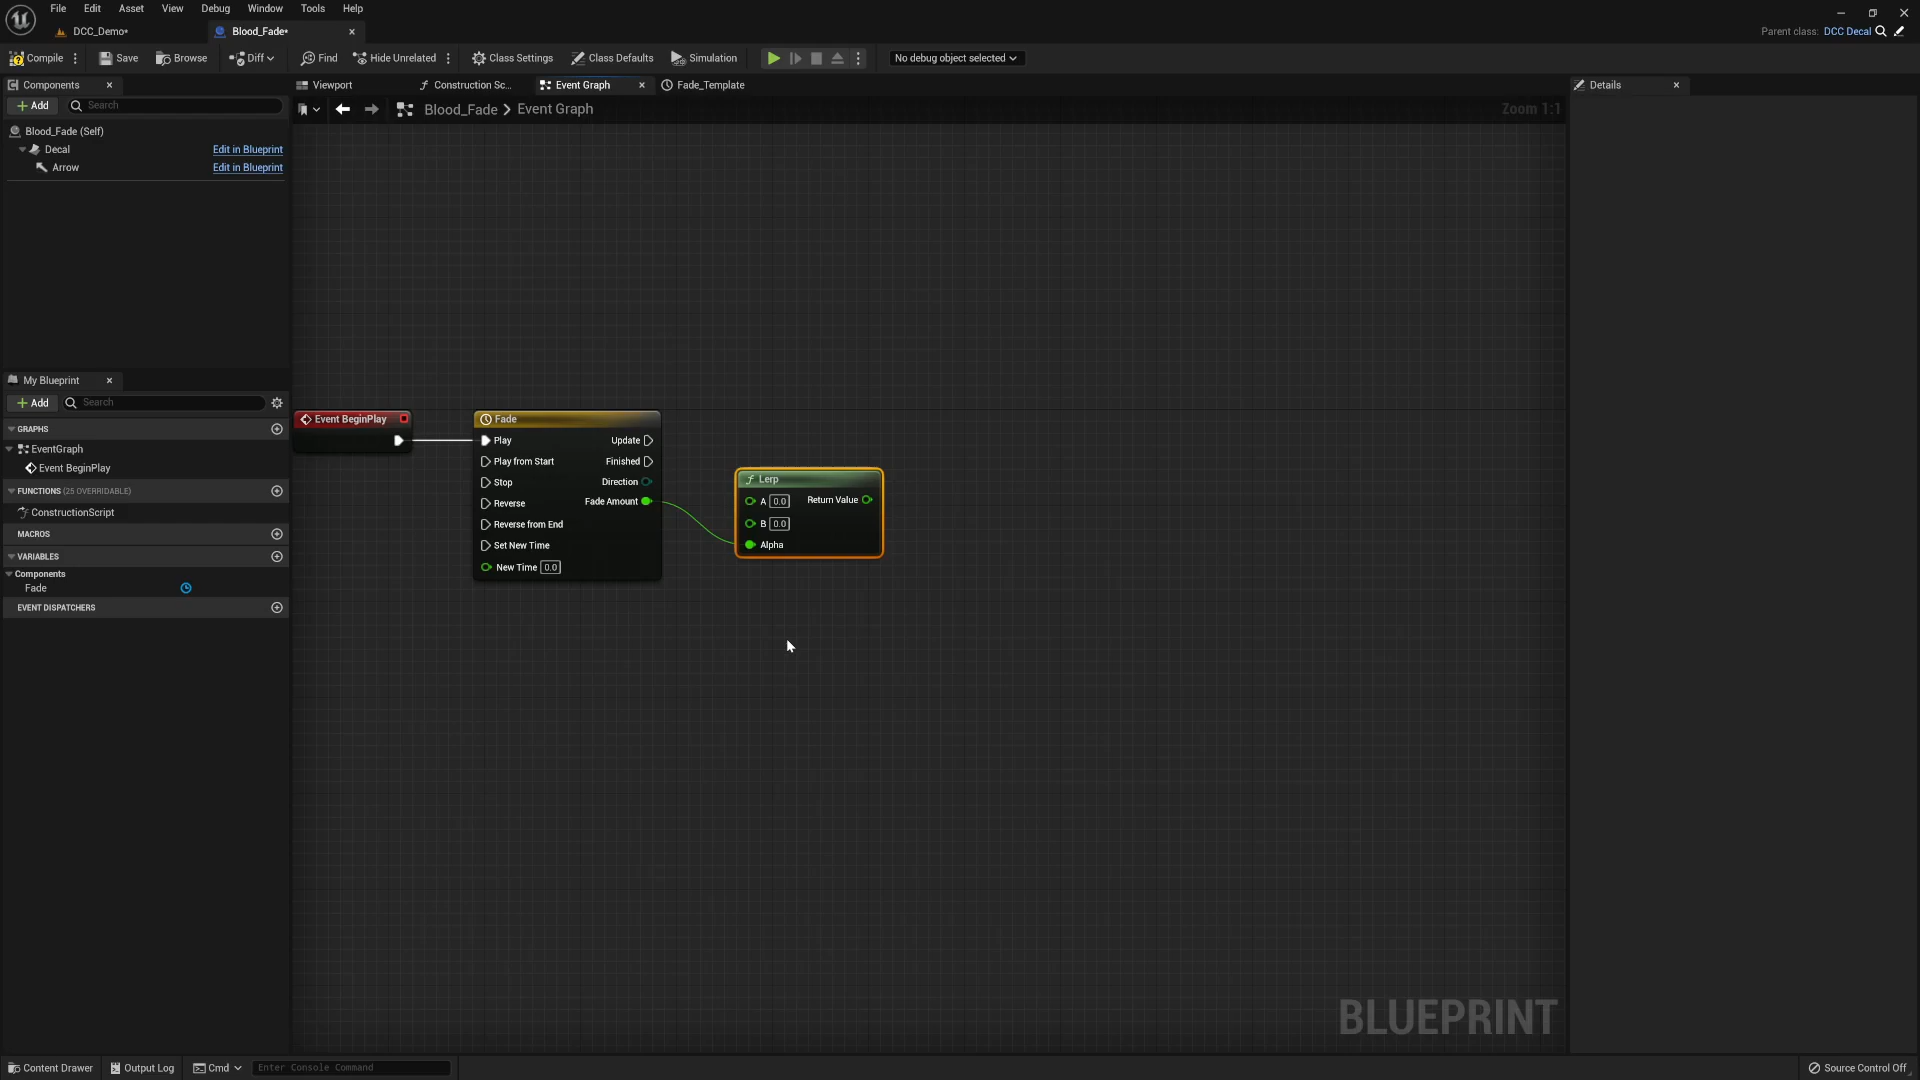 File Edit Asset View Debug Window Tools Help
DCC_Demo*
Blood_Fade*
Parent class: DCC Decal
Compile Save Browse Diff Find Hide Unrelated Class Settings Class Defaults Simulation No debug object selected
Components
Viewport Construction Sc... Event Graph Fade_Template
Details
Add Search
Blood_Fade > Event Graph
Zoom 1:1
Blood_Fade (Self)
Decal Edit in Blueprint
Arrow Edit in Blueprint
My Blueprint
Add Search
GRAPHS
EventGraph
Event BeginPlay
FUNCTIONS (25 OVERRIDABLE)
ConstructionScript
MACROS
VARIABLES
Components
Fade
EVENT DISPATCHERS
Event BeginPlay
Fade
Play Update
Play from Start Finished
Stop Direction
Reverse Fade Amount
Reverse from End
Set New Time
New Time 0.0
Lerp
A 0.0 Return Value
B 0.0
Alpha
BLUEPRINT
Content Drawer Output Log Cmd Enter Console Command
Source Control Off